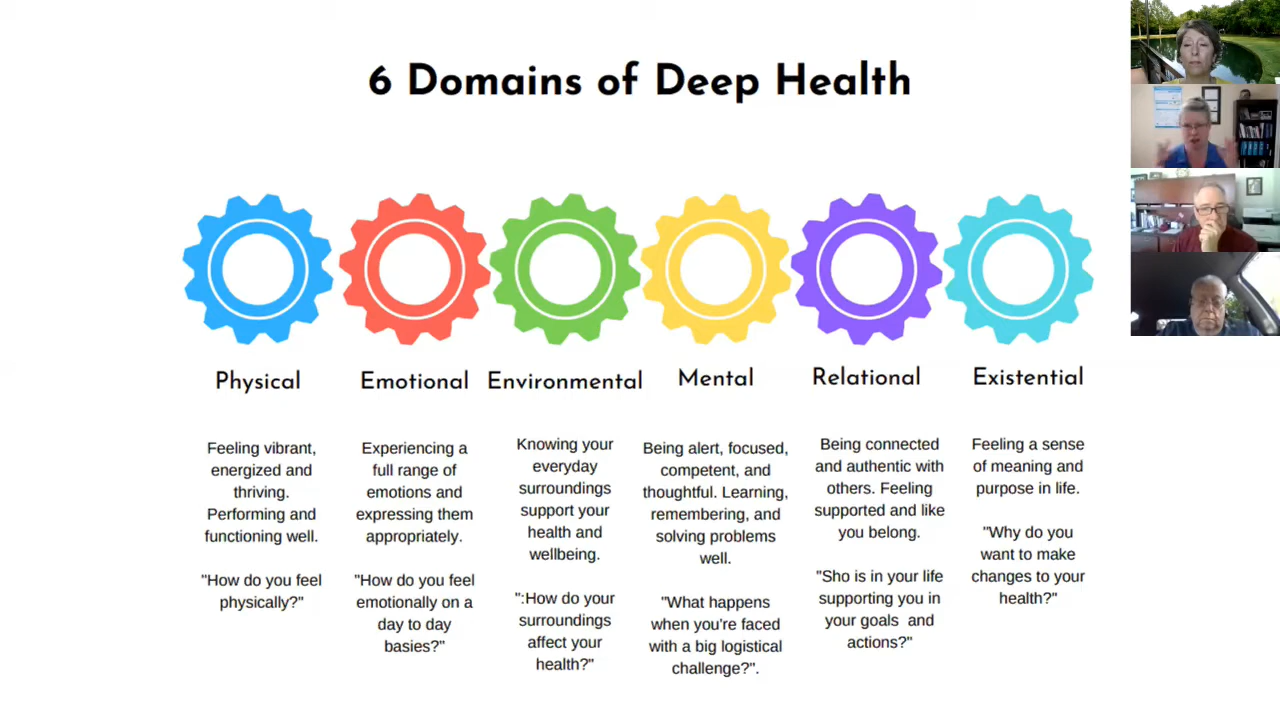 6 Domains of Deep Health
Physical
Feeling vibrant,
energized and
thriving.
Performing and
functioning well.
"How do you feel
physically?"
Emotional
Experiencing a
full range of
emotions and
expressing them
appropriately.
"How do you feel
emotionally on a
day to day
basies?"
Environmental
Knowing your
everyday
surroundings
support your
health and
wellbeing.
":How do your
surroundings
affect your
health?"
Mental
Being alert, focused,
competent, and
thoughtful. Learning,
remembering, and
solving problems
well.
"What happens
when you're faced
with a big logistical
challenge?".
Relational
Being connected
and authentic with
others. Feeling
supported and like
you belong.
"Sho is in your life
supporting you in
your goals  and
actions?"
Existential
Feeling a sense
of meaning and
purpose in life.
"Why do you
want to make
changes to your
health?"